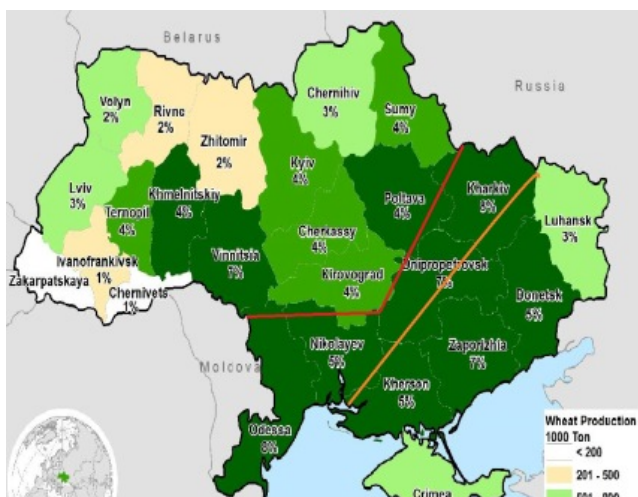 Belarus
Russia
Volyn
2%
Rivne
2%
Zhitomir
2%
Chernihiv
3%
Sumy
4%
Kyiv
4%
Lviv
3%
Ternopil
4%
Khmelnitskiy
4%
Poltava
4%
Kharkiv
8%
Luhansk
3%
Cherkassy
4%
Vinnitsia
7%
Ivanofrankivsk
1%
Zakarpatskaya
Chernivets
1%
Kirovograd
4%
Dnipropetrovsk
7%
Donetsk
5%
Molcova
Nikolayev
5%
Zaporizhia
7%
Kherson
5%
Odessa
8%
Crimea
Wheat Production
1000 Ton
< 200
201 - 500